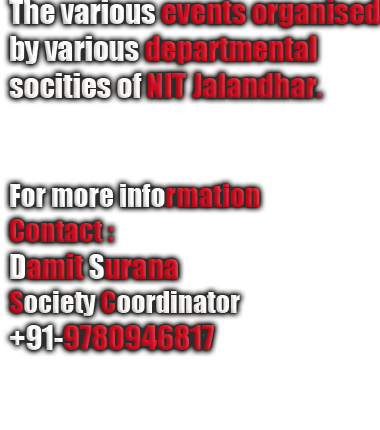 The various events organised
by various departmental
socities of NIT Jalandhar.
For more information
Contact :
Damit Surana
Society Coordinator
+91-9780946817